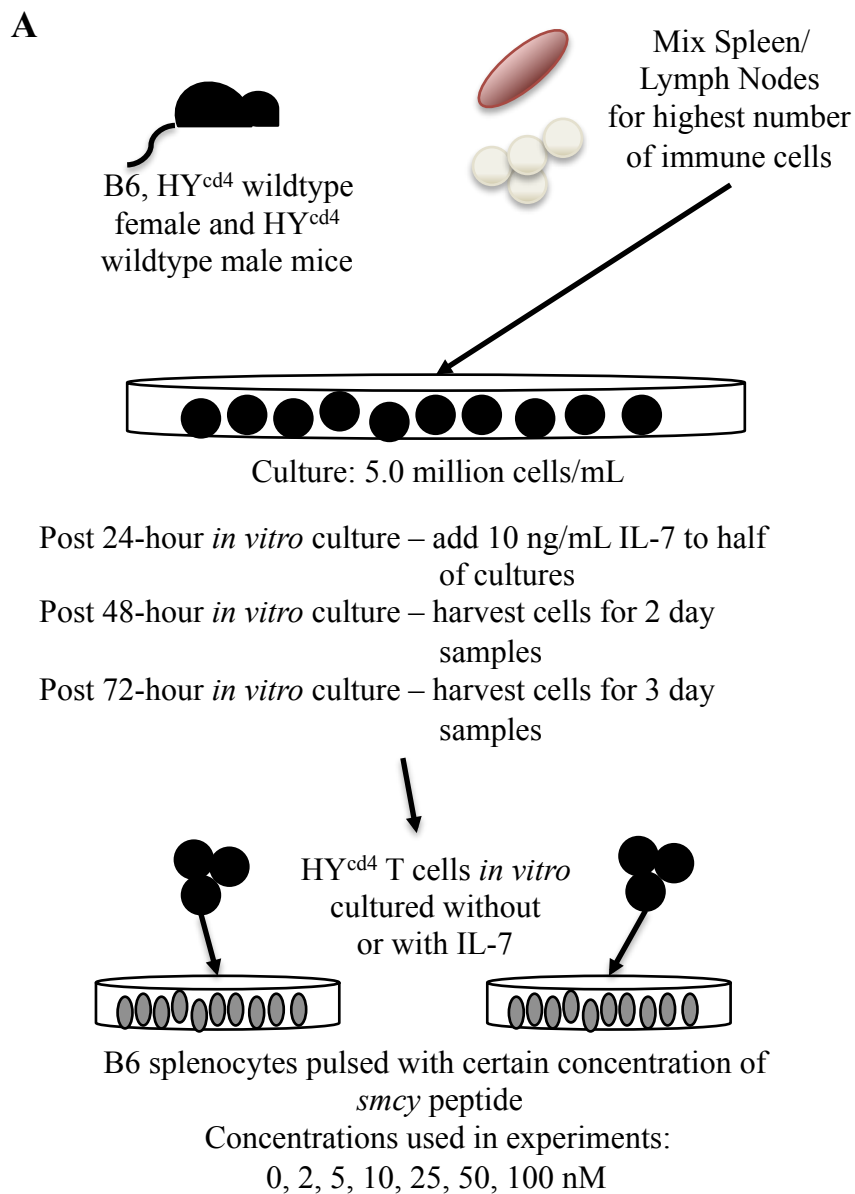 A
Mix Spleen/
Lymph Nodes
for highest number
of immune cells
B6, HYcd4 wildtype
female and HYcd4
wildtype male mice
Culture: 5.0 million cells/mL
Post 24-hour in vitro culture – add 10 ng/mL IL-7 to half
of cultures
Post 48-hour in vitro culture – harvest cells for 2 day
samples
Post 72-hour in vitro culture – harvest cells for 3 day
samples
HYcd4 T cells in vitro
cultured without
or with IL-7
B6 splenocytes pulsed with certain concentration of
smcy peptide
Concentrations used in experiments:
0, 2, 5, 10, 25, 50, 100 nM